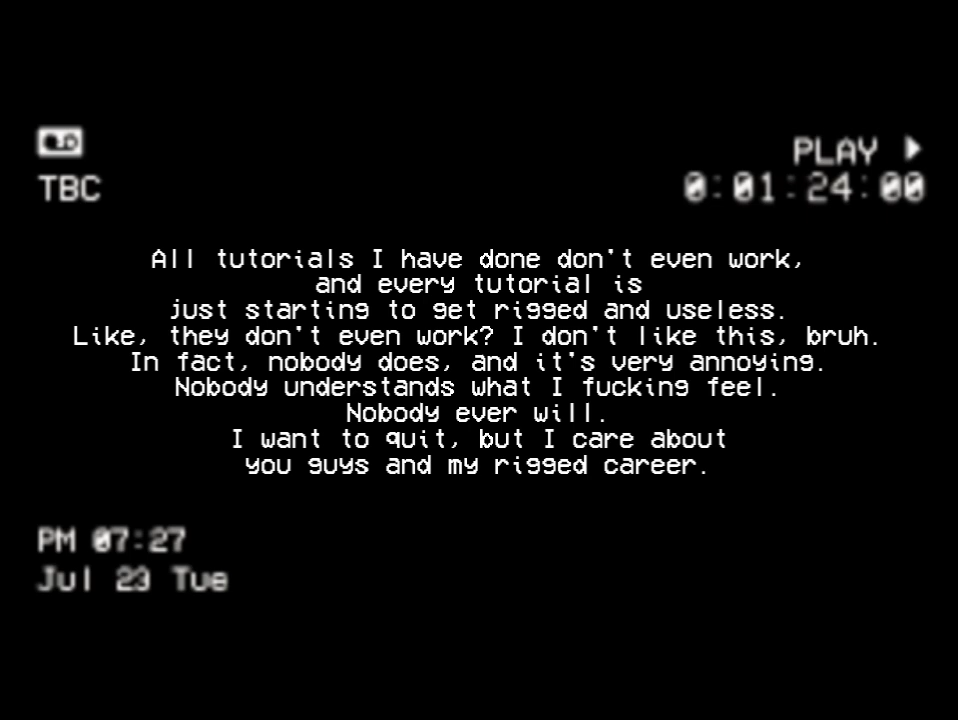 PLAY
TBC
0:01:24:00
All tutorials I have done don't even work,
and every tutorial is
just starting to get rigged and useless.
Like, they don't even work? I don't like this, bruh.
In fact, nobody does, and it's very annoying.
Nobody understands what I fucking feel.
Nobody ever will.
I want to quit, but I care about
you guys and my rigged career.
PM 07:27
Jul 23 Tue